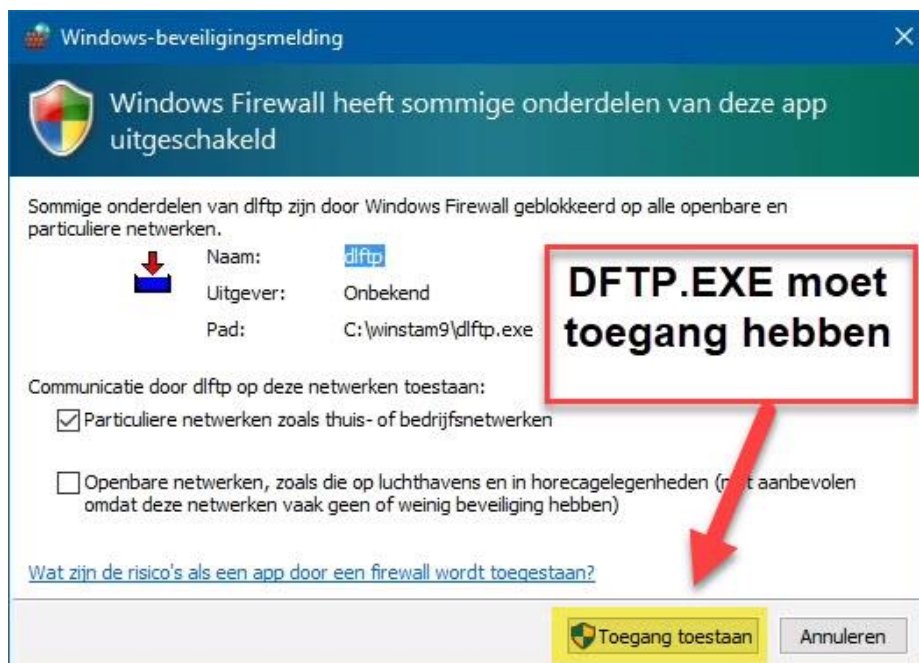 Windows-beveiligingsmelding
Windows Firewall heeft sommige onderdelen van deze app
uitgeschakeld
Sommige onderdelen van dlftp zijn door Windows Firewall geblokkeerd op alle openbare en
particuliere netwerken.
Naam: dlftp
Uitgever: Onbekend
Pad: C:\winstam9\dlftp.exe
DFTP.EXE moet
toegang hebben
Communicatie door dlftp op deze netwerken toestaan:
Particuliere netwerken zoals thuis- of bedrijfsnetwerken
Openbare netwerken, zoals die op luchthavens en in horecagelegenheden ( aanbevolen
omdat deze netwerken vaak geen of weinig beveiliging hebben)
Wat zijn de risico's als een app door een firewall wordt toegestaan?
Toegang toestaan
Annuleren